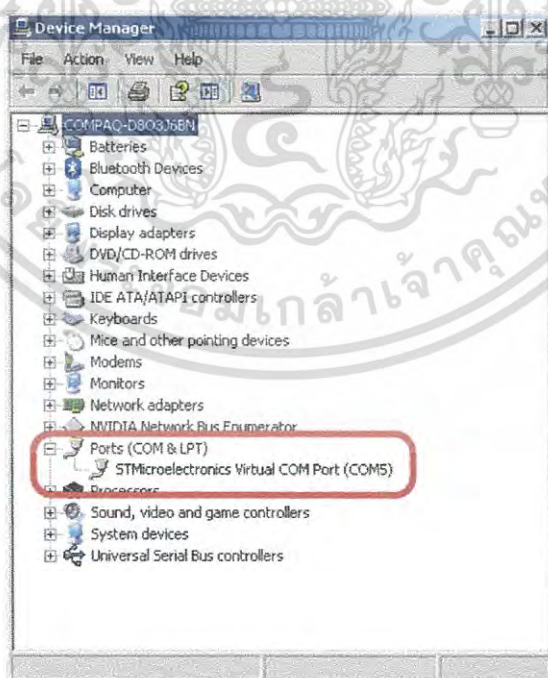 Device Manager
File Action View Help
COMPAQ-D8O3J6BN
Batteries
Bluetooth Devices
Computer
Disk drives
Display adapters
DVD/CD-ROM drives
Human Interface Devices
IDE ATA/ATAPI controllers
Keyboards
Mice and other pointing devices
Modems
Monitors
Network adapters
NVIDIA Network Bus Enumerator
Ports (COM & LPT)
STMicroelectronics Virtual COM Port (COM5)
Processors
Sound, video and game controllers
System devices
Universal Serial Bus controllers